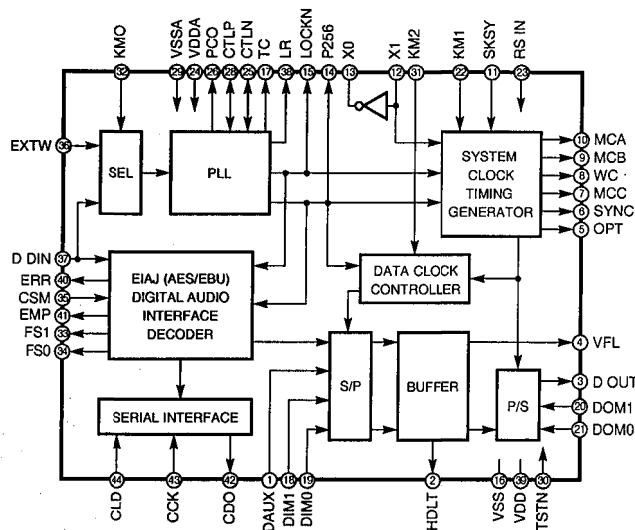 KMO
VSSA
VDDA
PCO
CTLP
CTLN
TC
LR
LOCKN
P256
X0
X1
KM2
KM1
SKSY
RS IN
32
29
24
26
28
25
17
38
15
14
13
12
31
22
11
23
EXTW
36
SEL
PLL
SYSTEM
CLOCK
TIMING
GENERATOR
10 MCA
9 MCB
8 WC
7 MCC
6 SYNC
5 OPT
D DIN
37
ERR
40
CSM
35
EMP
41
FS1
33
FS0
34
EIAJ (AES/EBU)
DIGITAL AUDIO
INTERFACE
DECODER
DATA CLOCK
CONTROLLER
S/P
BUFFER
P/S
4 VFL
3 D OUT
20 DOM1
21 DOM0
SERIAL INTERFACE
44
43
42
1
18
19
2
16
39
30
CLD
CCK
CDO
DAUX
DIM1
DIM0
HDLT
VSS
VDD
TSTN